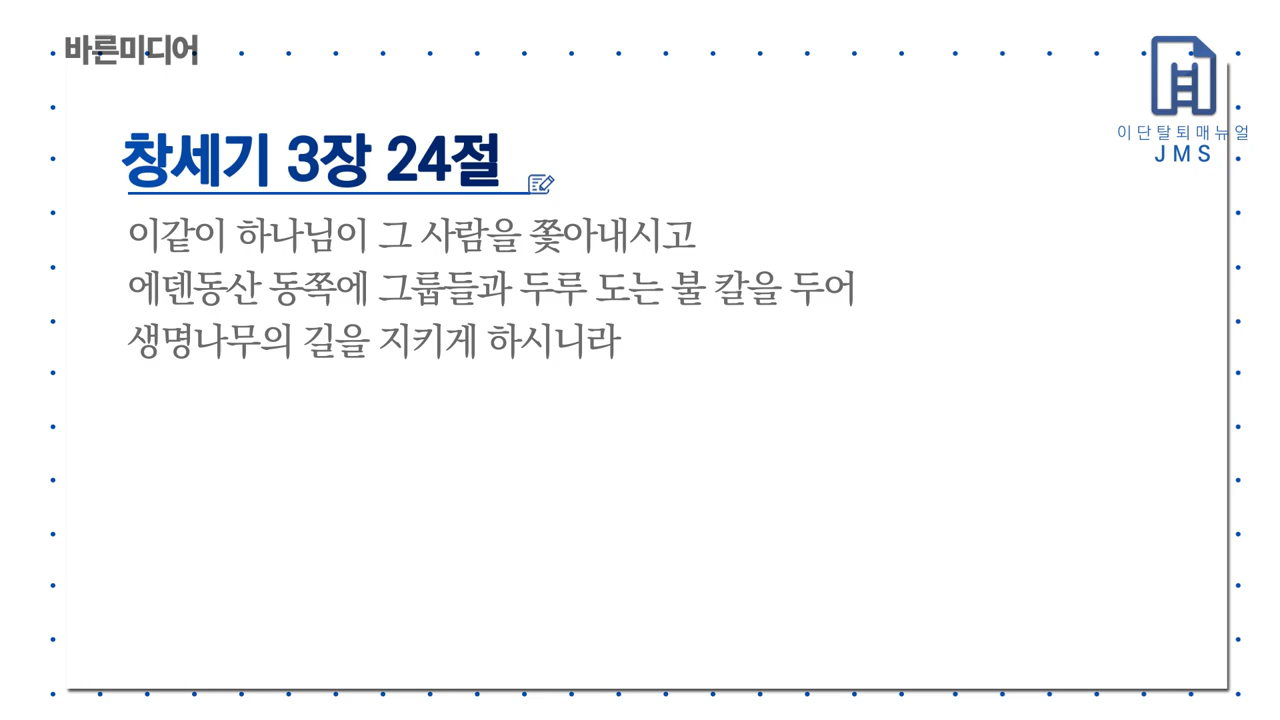 바른미디어
이단탈퇴매뉴얼
JMS
창세기 3장 24절
이같이 하나님이 그 사람을 쫓아내시고
에덴동산 동쪽에 그룹들과 두루 도는 불 칼을 두어
생명나무의 길을 지키게 하시니라